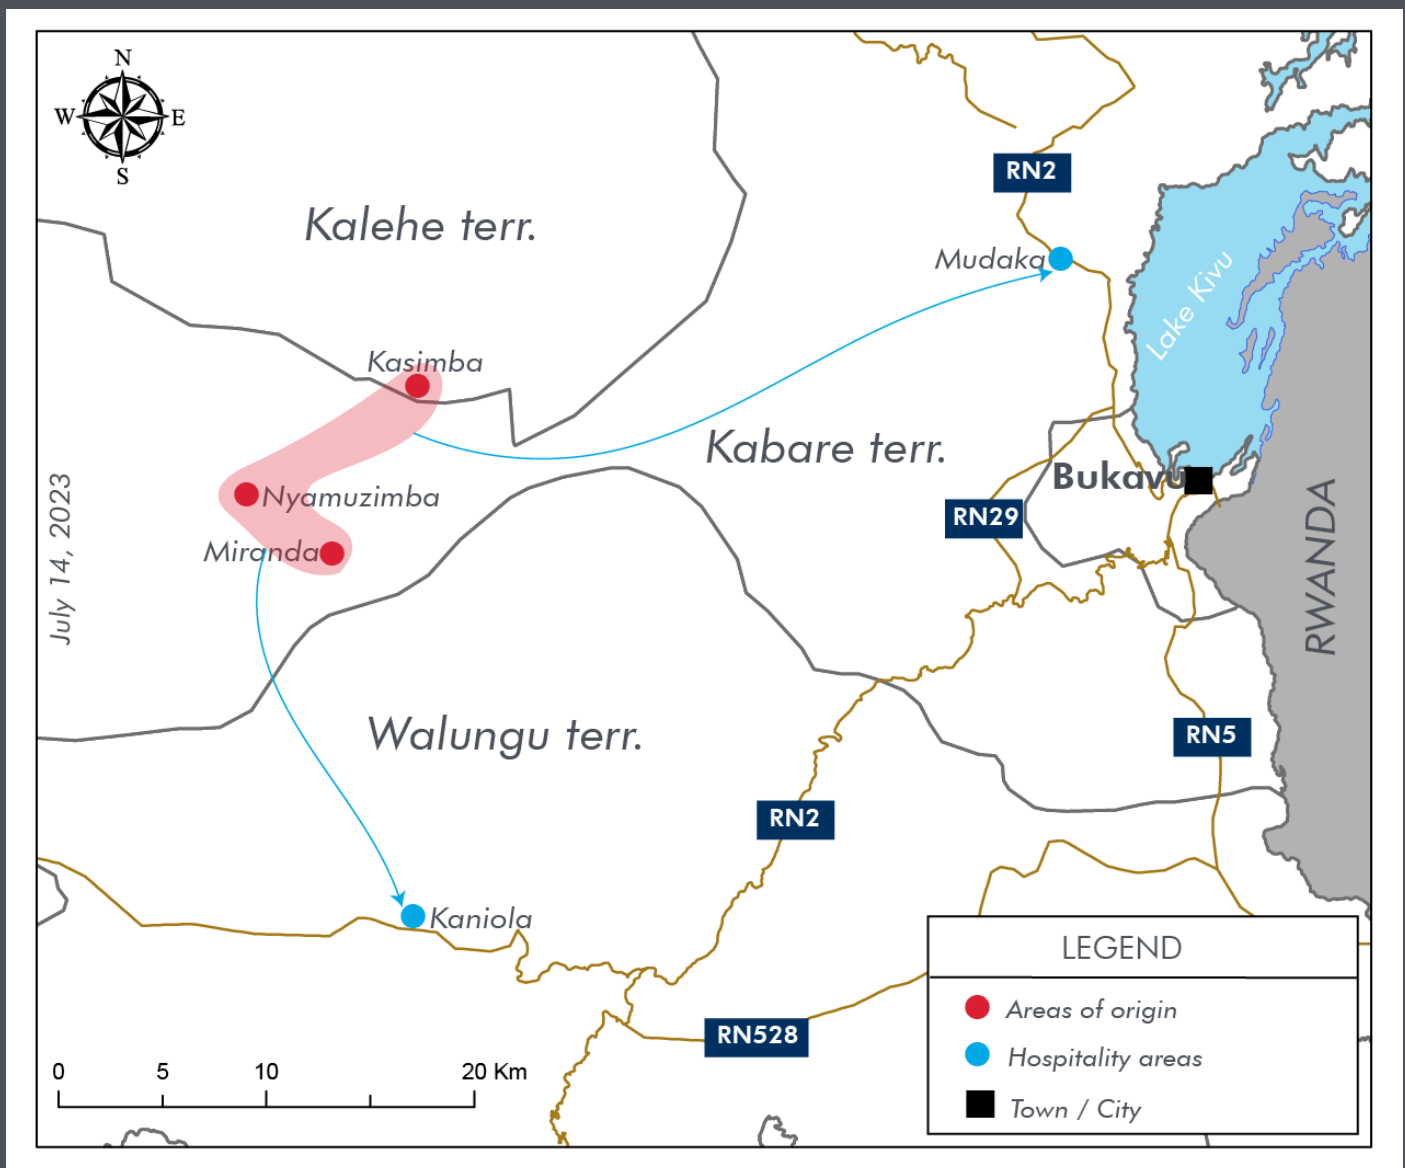 N
W
E
S
Kalehe terr.
RN2
Mudaka
Lake Kivu
Kasimba
Kabare terr.
Bukavu
Nyamuzimba
RN29
Miranda
July 14, 2023
RWANDA
Walungu terr.
RN5
RN2
Kaniola
RN528
LEGEND
Areas of origin
Hospitality areas
Town / City
0 5 10 20 Km